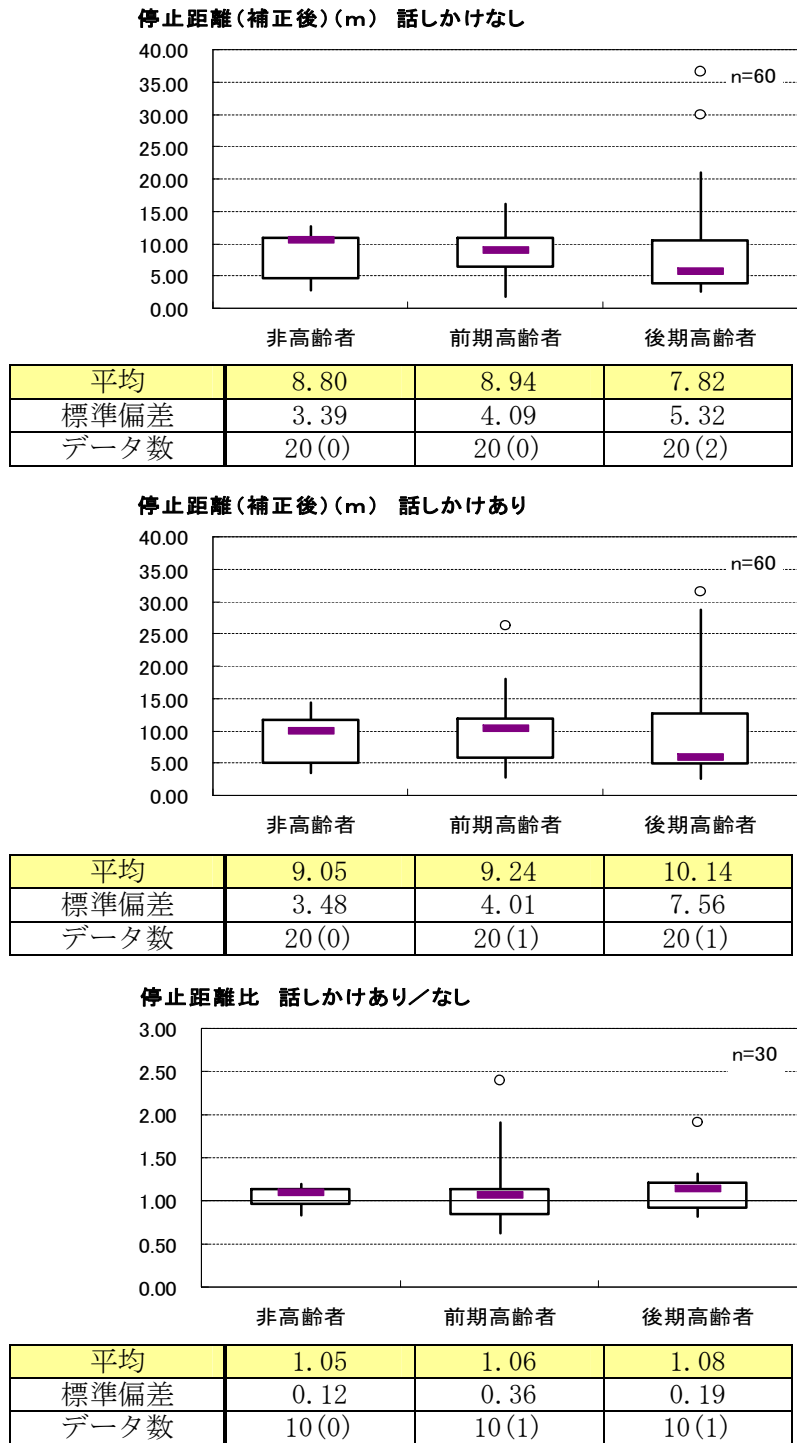 停止距離(補正後)(m) 話しかけなし
40.00
35.00
30.00
25.00
20.00
15.00
10.00
5.00
0.00
n=60
非高齢者 前期高齢者 後期高齢者
平均 8.80 8.94 7.82
標準偏差 3.39 4.09 5.32
データ数 20(0) 20(0) 20(2)
停止距離(補正後)(m) 話しかけあり
40.00
35.00
30.00
25.00
20.00
15.00
10.00
5.00
0.00
n=60
非高齢者 前期高齢者 後期高齢者
平均 9.05 9.24 10.14
標準偏差 3.48 4.01 7.56
データ数 20(0) 20(1) 20(1)
停止距離比 話しかけあり/なし
3.00
2.50
2.00
1.50
1.00
0.50
0.00
n=30
非高齢者 前期高齢者 後期高齢者
平均 1.05 1.06 1.08
標準偏差 0.12 0.36 0.19
データ数 10(0) 10(1) 10(1)